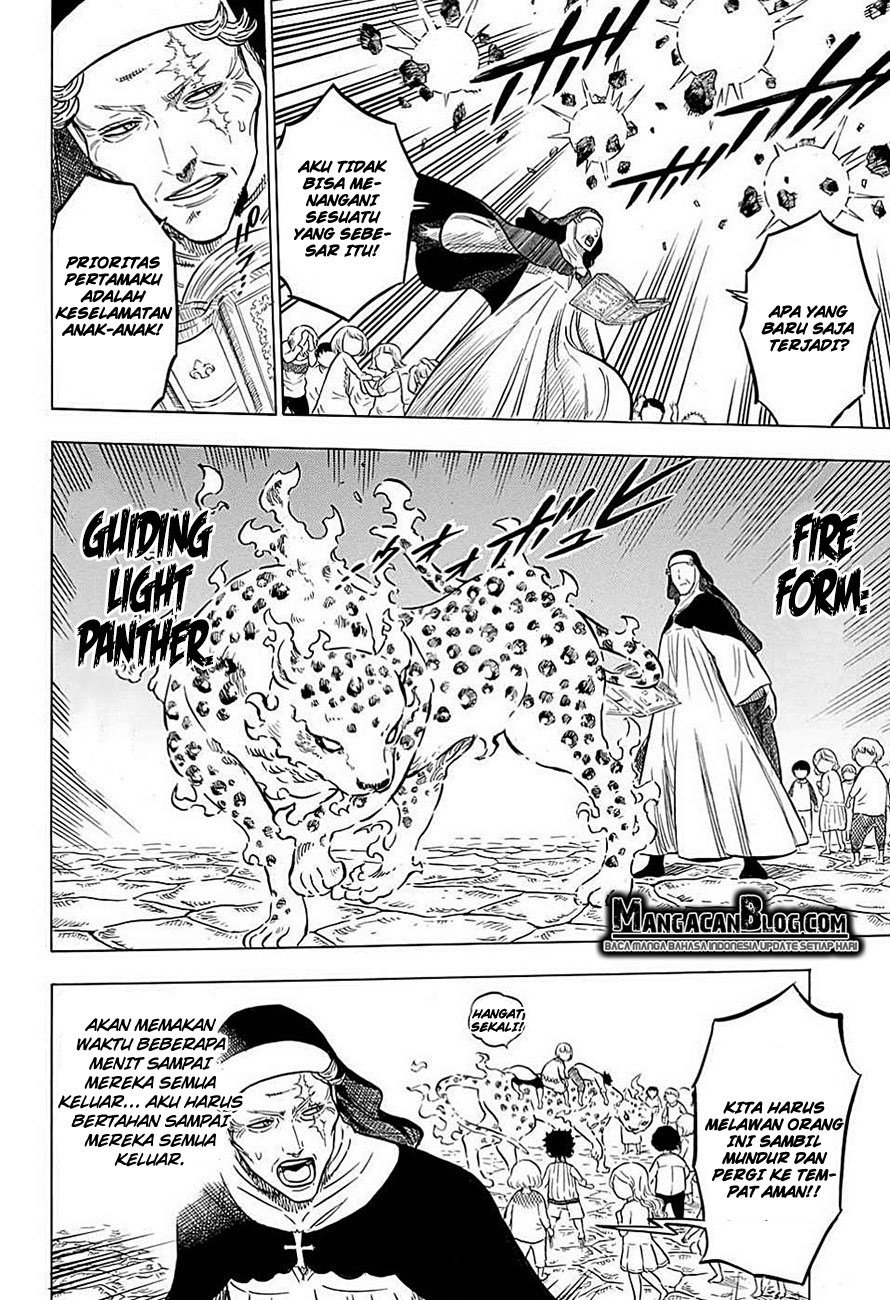 APA YANG
BARU SAJA
TERJADI?
AKU TIDAK
BISA ME-
NANGANI
SESUATU
YANG SEBE-
SAR ITU!
PRIORITAS
PERTAMAKU
ADALAH
KESELAMATAN
ANAK-ANAK!
FIRE
FORM:
GUIDING
LIGHT
PANTHER
MANGACANBLOG.COM
BACA MANGA BAHASA INDONESIA UPDATE SETIAP HARI
KITA HARUS
MELAWAN ORANG
INI SAMBIL
MUNDUR DAN
PERGI KE TEM-
PAT AMAN!!
HANGAT
SEKALI!
AKAN MEMAKAN
WAKTU BEBERAPA
MENIT SAMPAI
MEREKA SEMUA
KELUAR... AKU HARUS
BERTAHAN SAMPAI
MEREKA SEMUA
KELUAR.